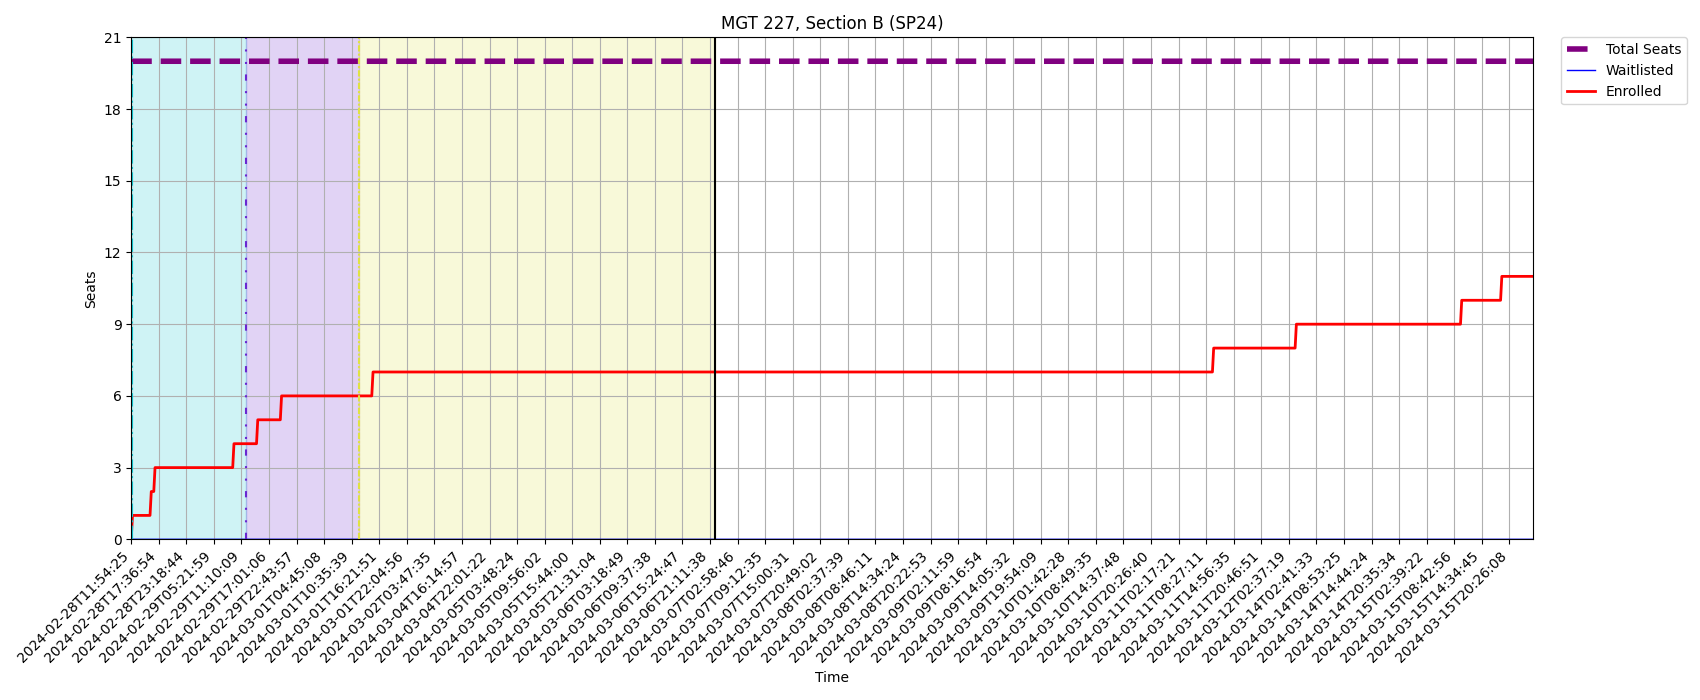 MGT 227, Section B (SP24)
Total Seats
Waitlisted
Enrolled
Seats
21
18
15
12
9
6
3
0
2024-02-28T11:54:25
2024-02-28T17:36:54
2024-02-28T23:18:44
2024-02-29T05:21:59
2024-02-29T11:10:09
2024-02-29T17:01:06
2024-02-29T22:43:57
2024-03-01T04:45:08
2024-03-01T10:35:39
2024-03-01T16:21:51
2024-03-01T22:04:56
2024-03-02T03:47:35
2024-03-04T16:14:57
2024-03-04T22:01:22
2024-03-05T03:48:24
2024-03-05T09:56:02
2024-03-05T15:44:00
2024-03-05T21:31:04
2024-03-06T03:18:49
2024-03-06T09:37:38
2024-03-06T15:24:47
2024-03-06T21:11:38
2024-03-07T02:58:46
2024-03-07T09:12:35
2024-03-07T15:00:31
2024-03-07T20:49:02
2024-03-08T02:37:39
2024-03-08T08:46:11
2024-03-08T14:34:24
2024-03-08T20:22:53
2024-03-09T02:11:59
2024-03-09T08:16:54
2024-03-09T14:05:32
2024-03-09T19:54:09
2024-03-10T01:42:28
2024-03-10T08:49:35
2024-03-10T14:37:48
2024-03-10T20:26:40
2024-03-11T02:17:21
2024-03-11T08:27:11
2024-03-11T14:56:35
2024-03-11T20:46:51
2024-03-12T02:37:19
2024-03-14T02:41:33
2024-03-14T08:53:25
2024-03-14T14:44:24
2024-03-14T20:35:34
2024-03-15T02:39:22
2024-03-15T08:42:56
2024-03-15T14:34:45
2024-03-15T20:26:08
Time